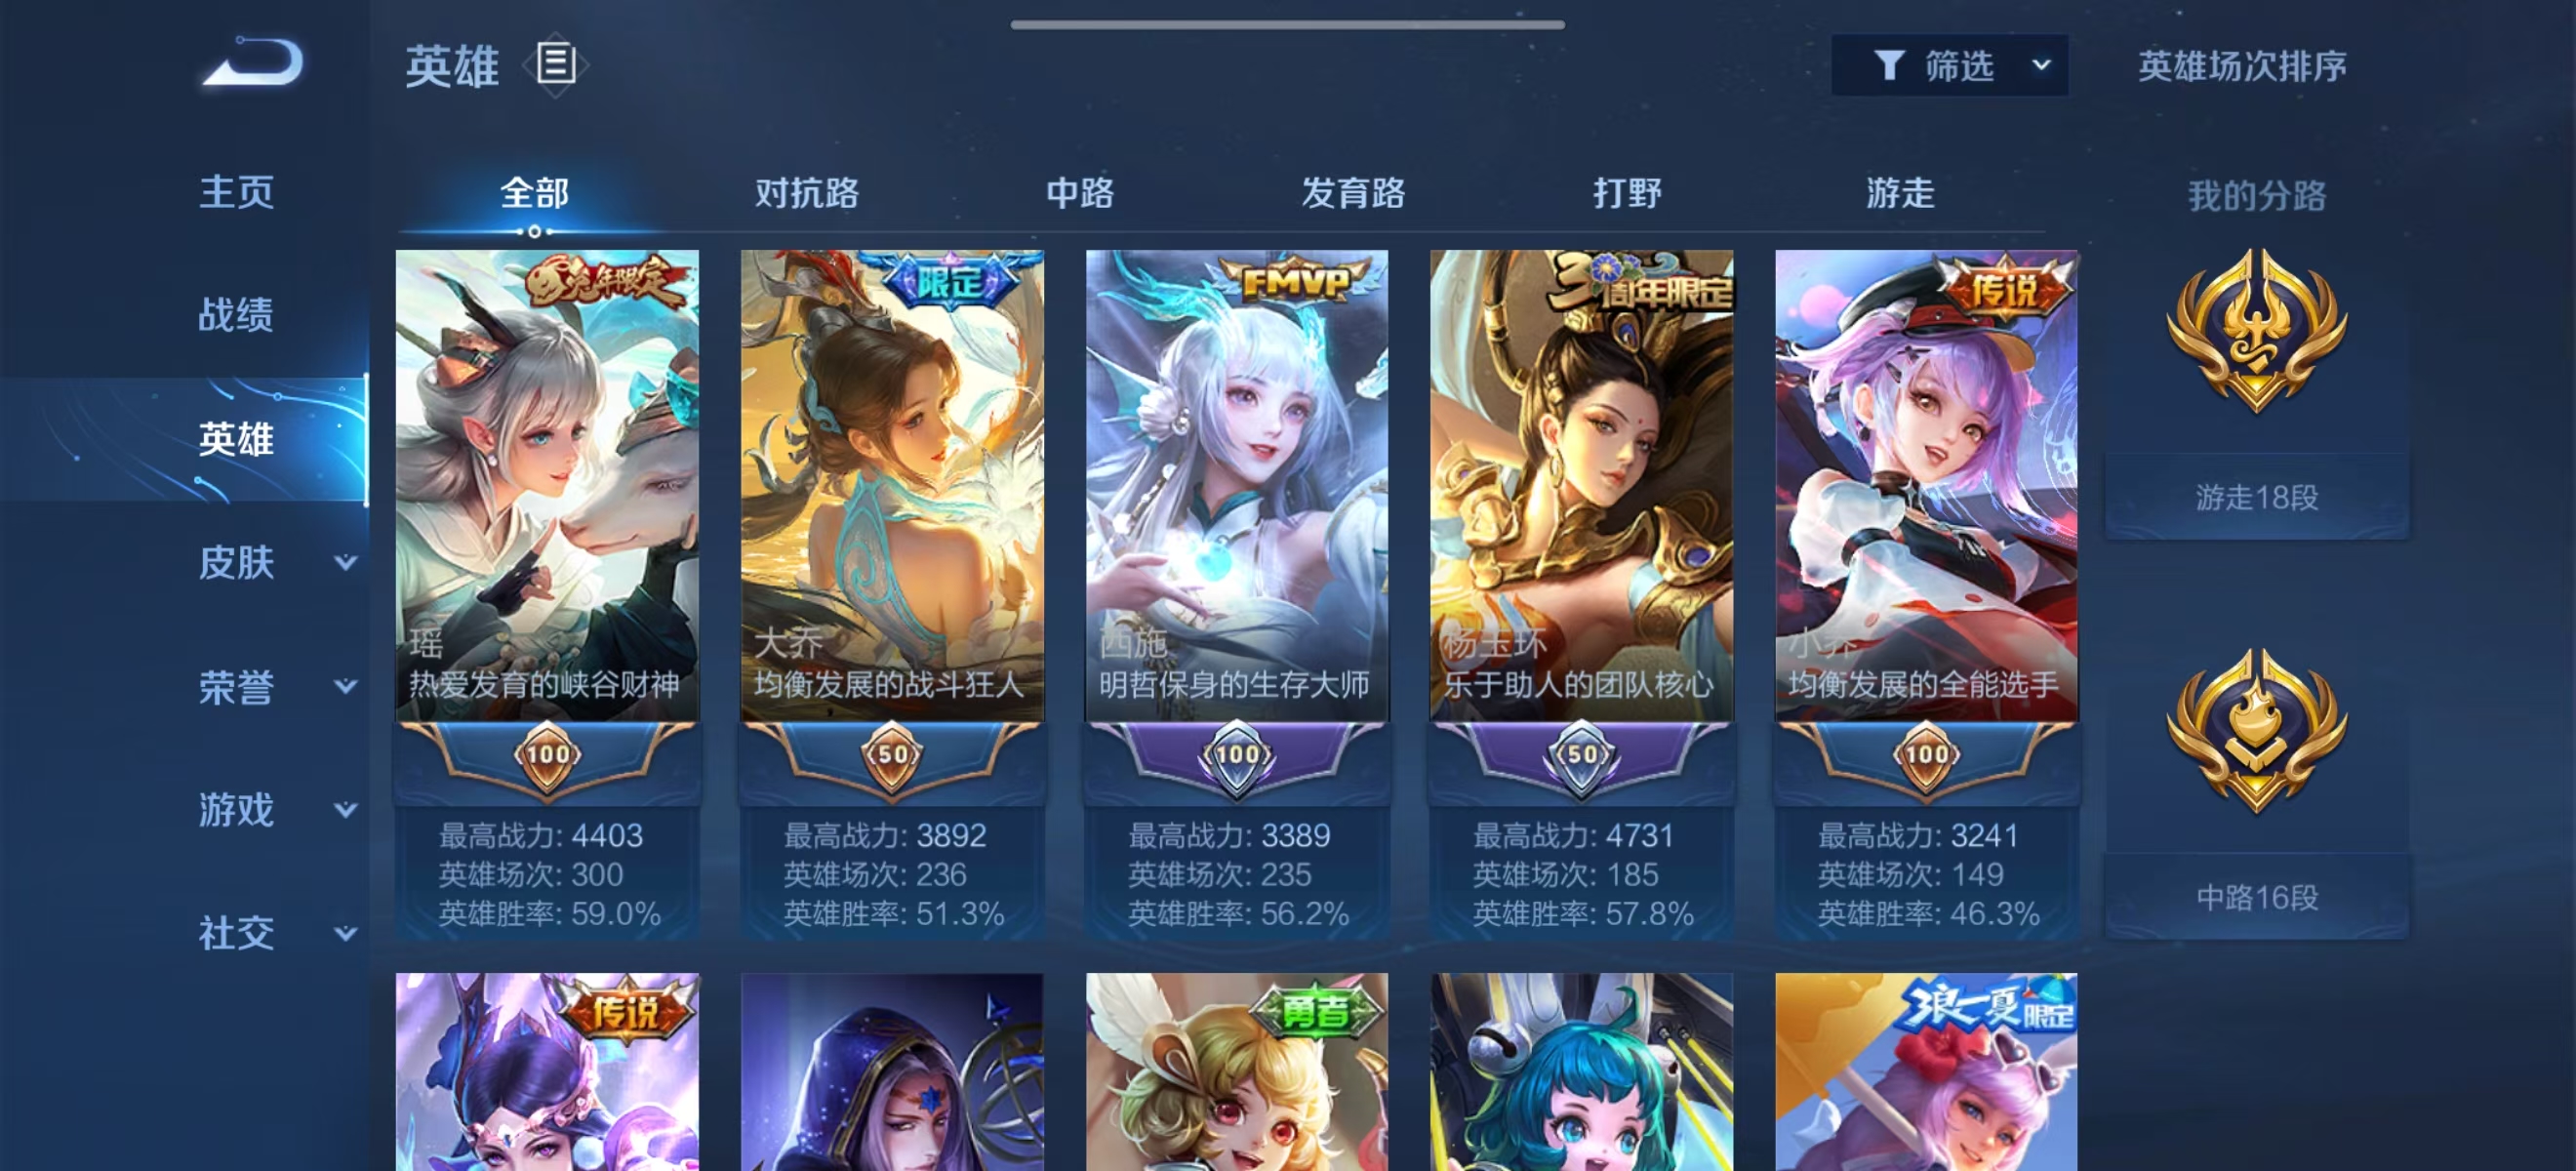 英雄
筛选
英雄场次排序
主页
战绩
英雄
皮肤
荣誉
游戏
社交
全部
对抗路
中路
发育路
打野
游走
我的分路
兔年限定
瑶
热爱发育的峡谷财神
100
最高战力: 4403
英雄场次: 300
英雄胜率: 59.0%
限定
大乔
均衡发展的战斗狂人
50
最高战力: 3892
英雄场次: 236
英雄胜率: 51.3%
FMVP
西施
明哲保身的生存大师
100
最高战力: 3389
英雄场次: 235
英雄胜率: 56.2%
3周年限定
杨玉环
乐于助人的团队核心
50
最高战力: 4731
英雄场次: 185
英雄胜率: 57.8%
传说
小乔
均衡发展的全能选手
100
最高战力: 3241
英雄场次: 149
英雄胜率: 46.3%
游走18段
中路16段
传说
勇者
浪一夏
限定